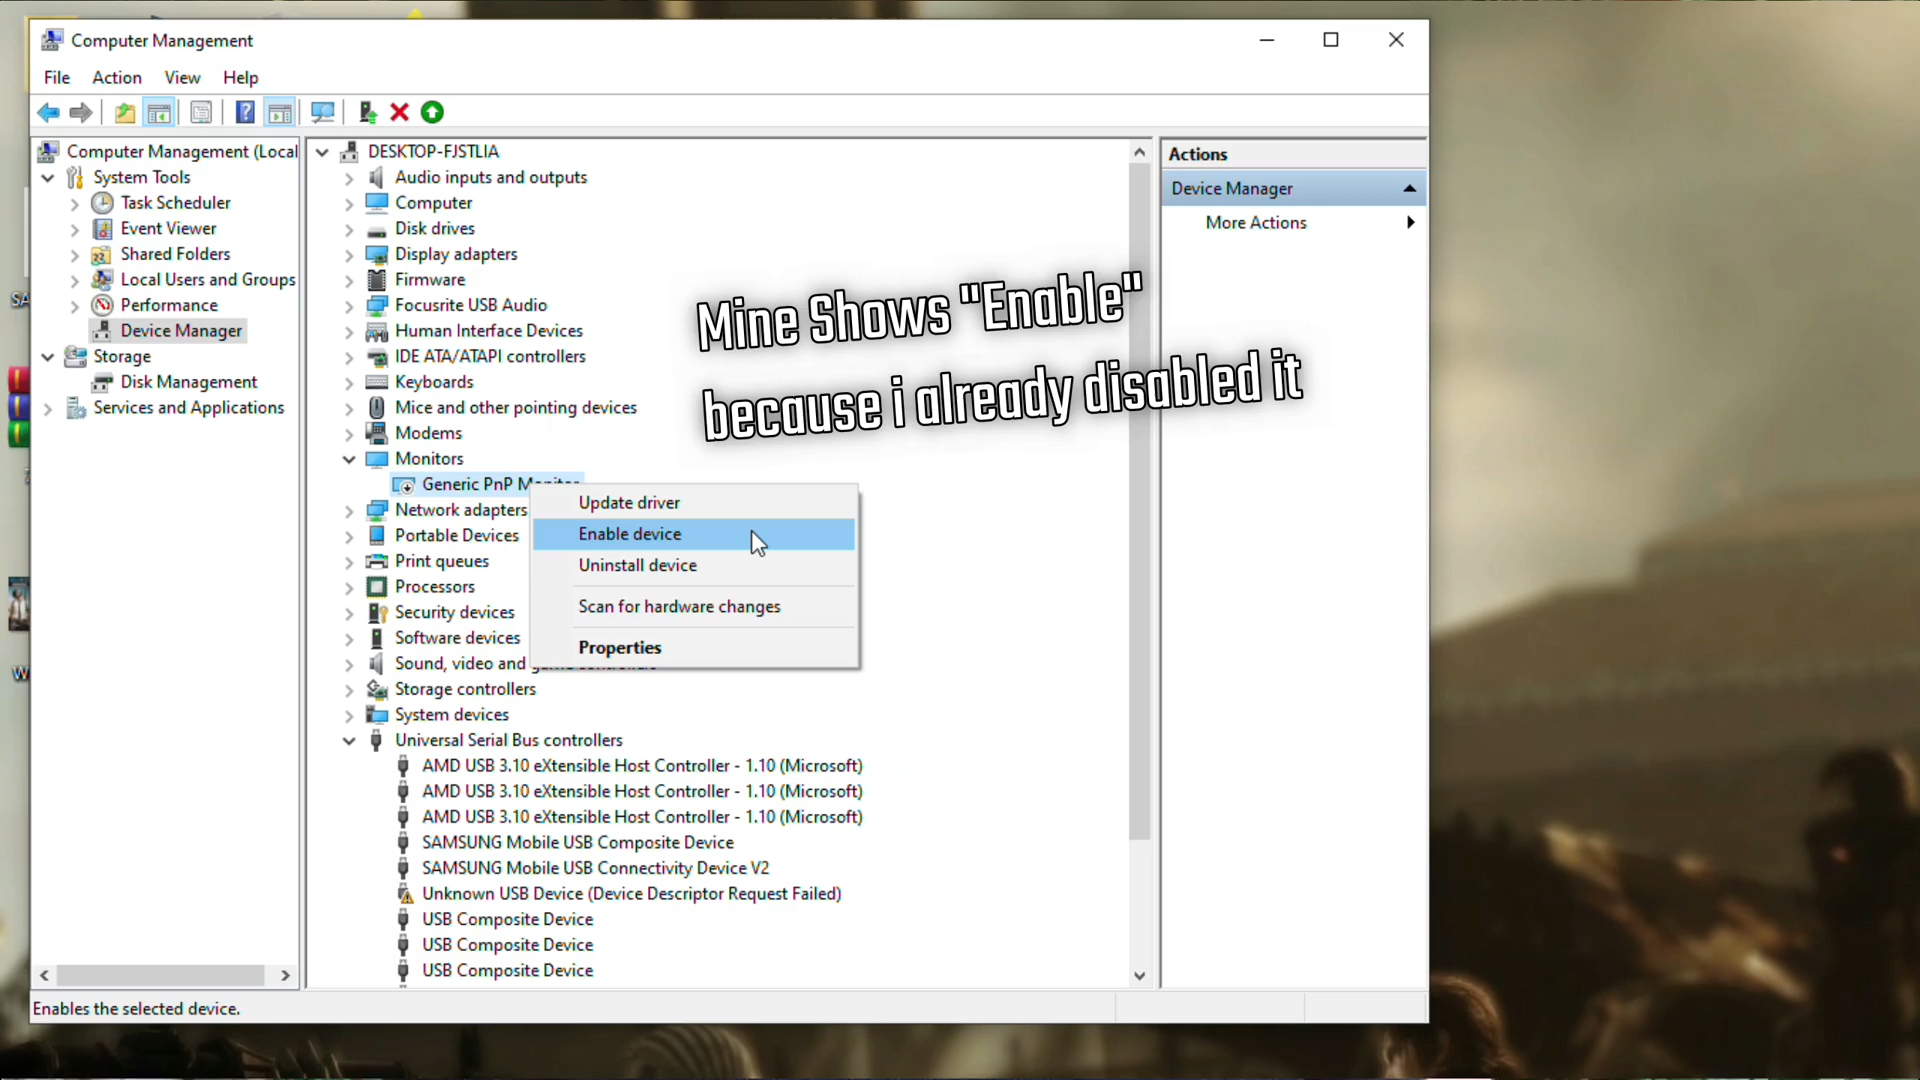 Computer Management
File Action View Help
Computer Management (Local
System Tools
Task Scheduler
Event Viewer
Shared Folders
Local Users and Groups
Performance
Device Manager
Storage
Disk Management
Services and Applications
DESKTOP-FJSTLIA
Audio inputs and outputs
Computer
Disk drives
Display adapters
Firmware
Focusrite USB Audio
Human Interface Devices
IDE ATA/ATAPI controllers
Keyboards
Mice and other pointing devices
Modems
Monitors
Generic PnP Monitor
Network adapters
Portable Devices
Print queues
Processors
Security devices
Software devices
Sound, video and game controllers
Storage controllers
System devices
Universal Serial Bus controllers
AMD USB 3.10 eXtensible Host Controller - 1.10 (Microsoft)
AMD USB 3.10 eXtensible Host Controller - 1.10 (Microsoft)
AMD USB 3.10 eXtensible Host Controller - 1.10 (Microsoft)
SAMSUNG Mobile USB Composite Device
SAMSUNG Mobile USB Connectivity Device V2
Unknown USB Device (Device Descriptor Request Failed)
USB Composite Device
USB Composite Device
USB Composite Device
Update driver
Enable device
Uninstall device
Scan for hardware changes
Properties
Mine Shows "Enable"
because i already disabled it
Actions
Device Manager
More Actions
Enables the selected device.